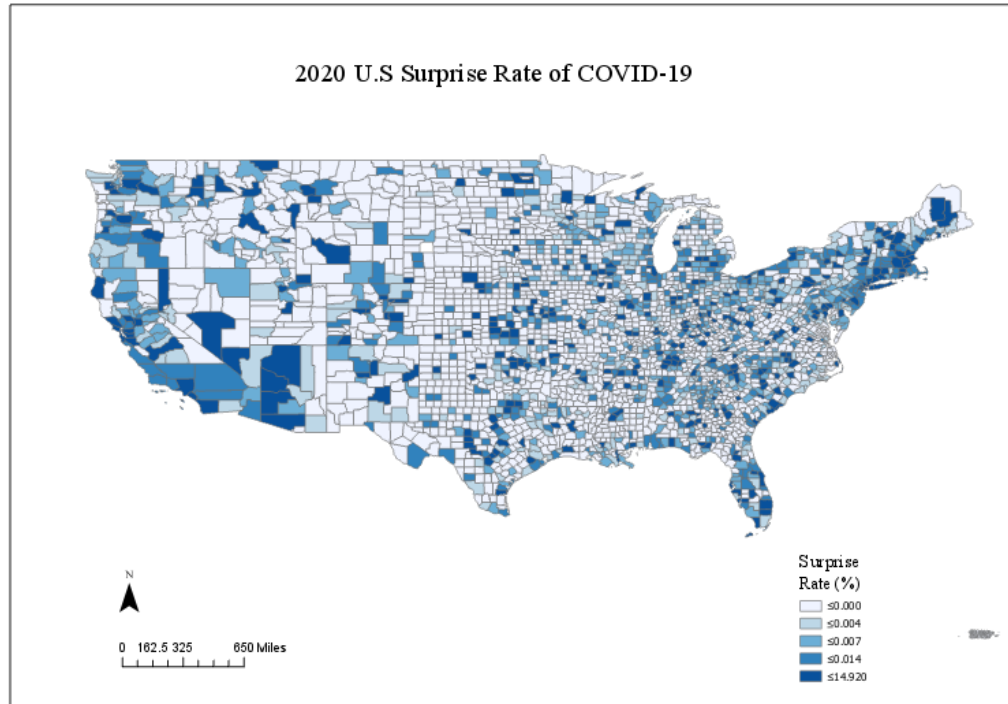 2020 U.S Surprise Rate of COVID-19
N
0 162.5 325 650 Miles
Surprise
Rate (%)
≤0.000
≤0.004
≤0.007
≤0.014
≤14.920